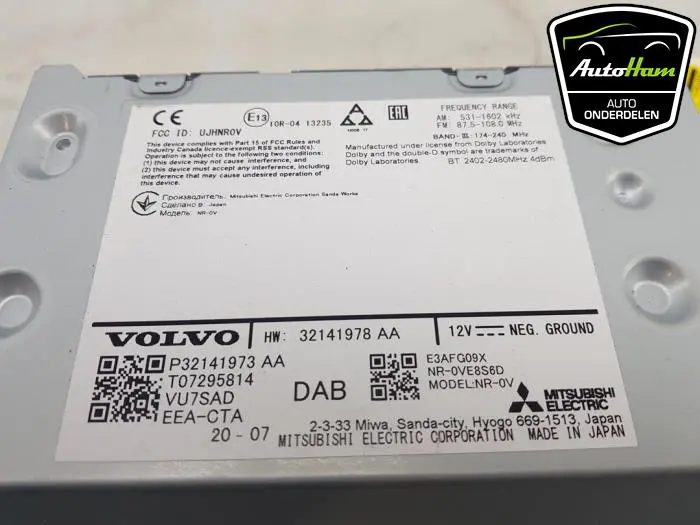 AutoHam
AUTO
ONDERDELEN
CE
FCC ID: UJHNR0V
E13 10R-04 13235
EAC
FREQUENCY RANGE
AM: 531-1602 kHz
FM: 87.5-108.0 MHz
BAND-III: 174-240 MHz
This device complies with Part 15 of FCC Rules and
Industry Canada licence-exempt RSS standard(s).
Operation is subject to the following two conditions:
(1) this device may not cause interference, and
(2) this device must accept any interference,
including interference that may cause undesired operation of
this device.
Manufactured under license from Dolby Laboratories.
Dolby and the double-D symbol are trademarks of
Dolby Laboratories.
BT 2402-2480MHz 4dBm
Производитель: Mitsubishi Electric Corporation Sanda Works
Сделано в: Japan
Модель: NR-0V
VOLVO
HW: 32141978 AA
12V NEG. GROUND
P32141973 AA
T07295814
VU7SAD
EEA-CTA
20-07
DAB
E3AFG09X
NR-0VE8S6D
MODEL:NR-0V
MITSUBISHI
ELECTRIC
2-3-33 Miwa, Sanda-city, Hyogo 669-1513, Japan
MITSUBISHI ELECTRIC CORPORATION MADE IN JAPAN